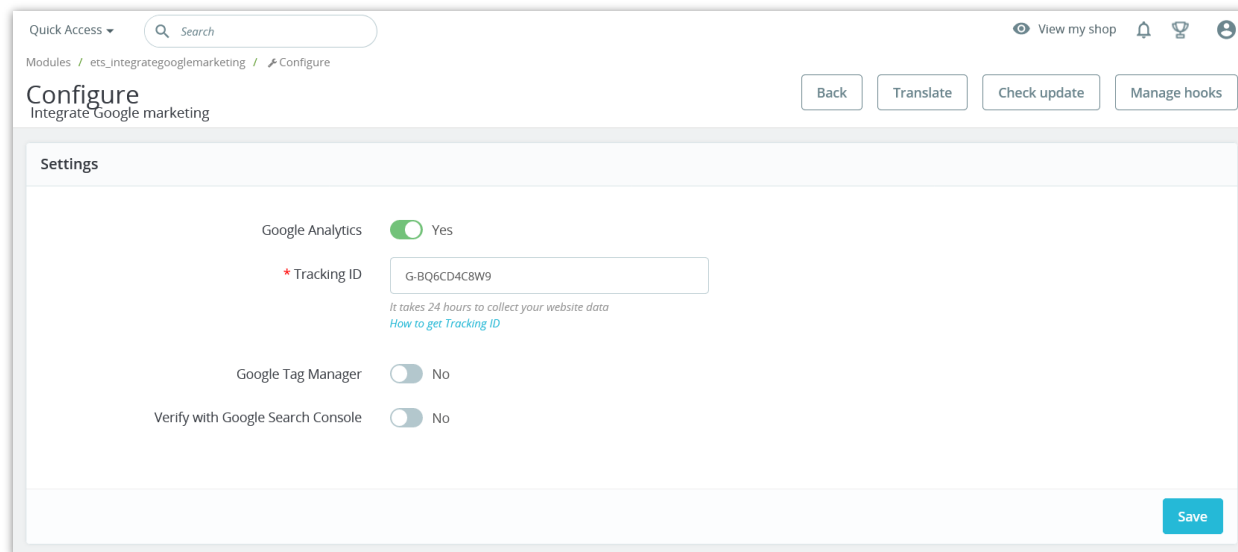 Quick Access Search View my shop
Modules / ets_integrategooglemarketing / Configure
Configure
Integrate Google marketing
Back Translate Check update Manage hooks
Settings
Google Analytics Yes
* Tracking ID G-BQ6CD4C8W9
It takes 24 hours to collect your website data
How to get Tracking ID
Google Tag Manager No
Verify with Google Search Console No
Save